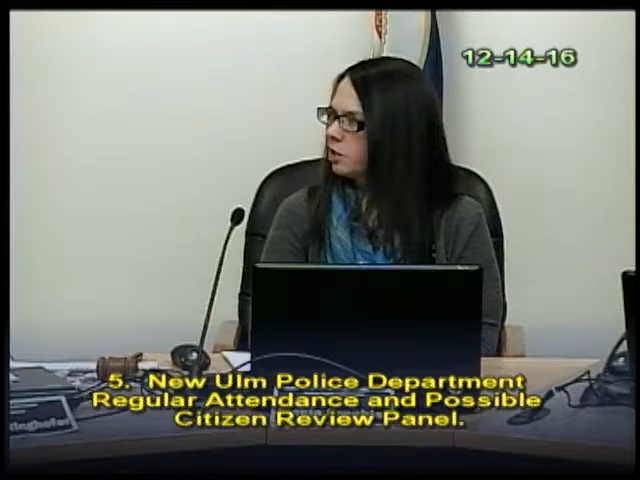 12-14-16
5. New Ulm Police Department
Regular Attendance and Possible
Citizen Review Panel.